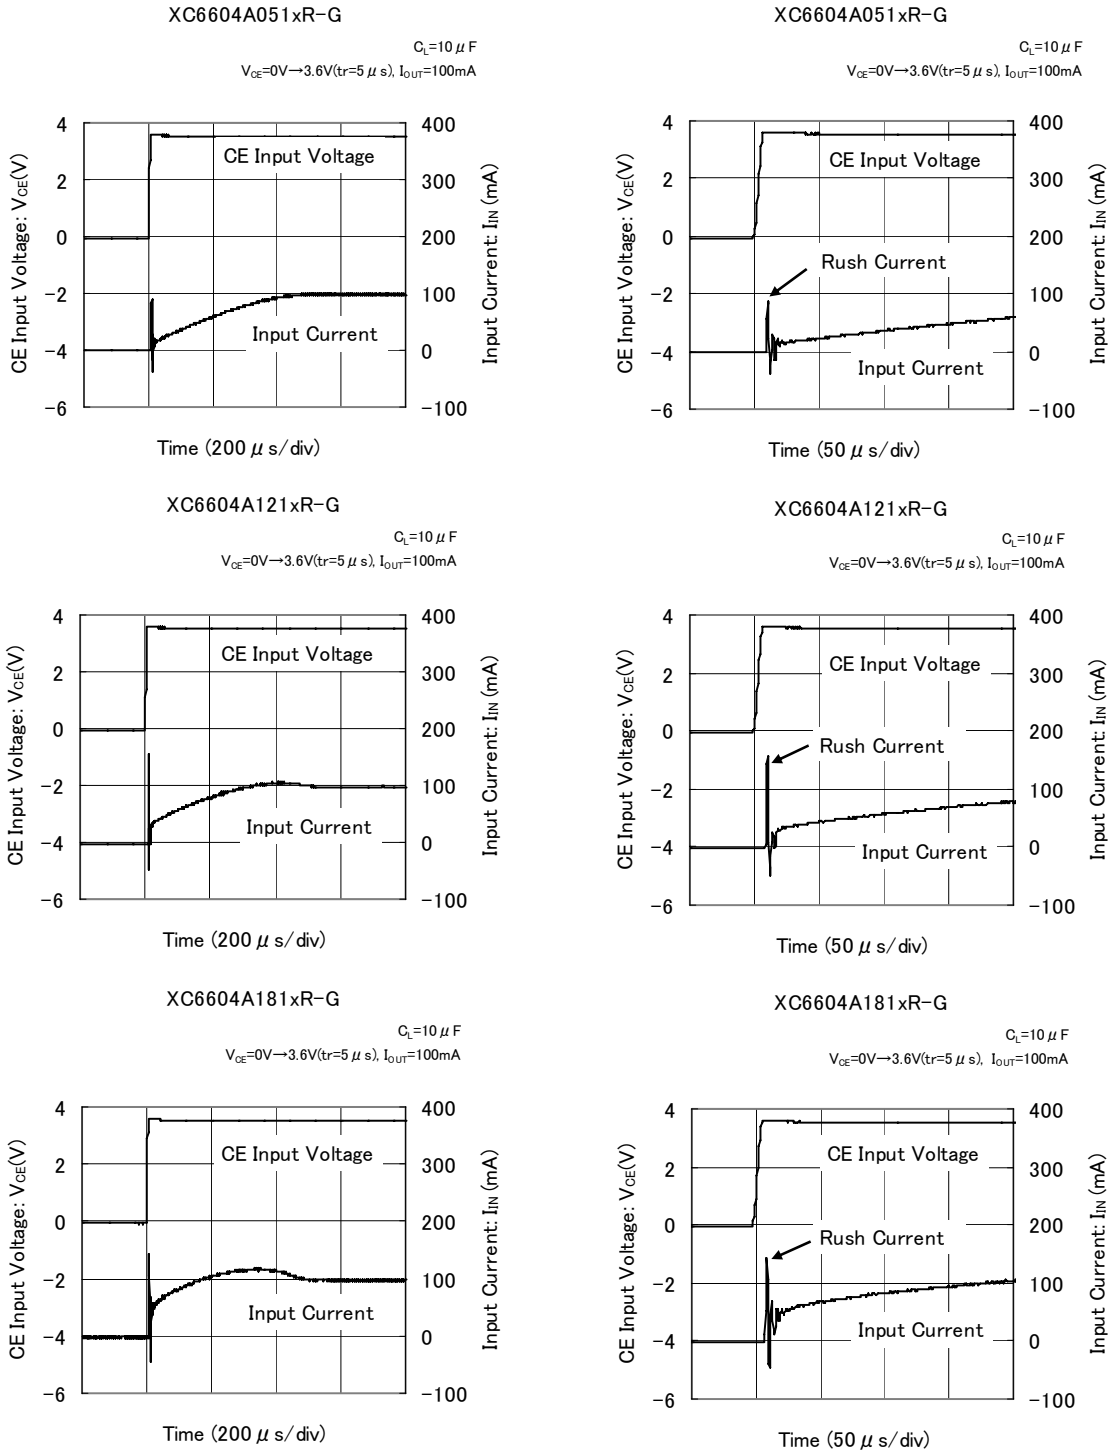 XC6604A051xR-G
CL=10μF
VCE=0V→3.6V(tr=5μs), IOUT=100mA
CE Input Voltage: VCE(V)
4
2
0
-2
-4
-6
CE Input Voltage
Input Current
400
300
200
100
0
-100
Input Current: IIN (mA)
Time (200μs/div)
XC6604A051xR-G
CL=10μF
VCE=0V→3.6V(tr=5μs), IOUT=100mA
CE Input Voltage: VCE(V)
4
2
0
-2
-4
-6
CE Input Voltage
Rush Current
Input Current
400
300
200
100
0
-100
Input Current: IIN (mA)
Time (50μs/div)
XC6604A121xR-G
CL=10μF
VCE=0V→3.6V(tr=5μs), IOUT=100mA
CE Input Voltage: VCE(V)
4
2
0
-2
-4
-6
CE Input Voltage
Input Current
400
300
200
100
0
-100
Input Current: IIN (mA)
Time (200μs/div)
XC6604A121xR-G
CL=10μF
VCE=0V→3.6V(tr=5μs), IOUT=100mA
CE Input Voltage: VCE(V)
4
2
0
-2
-4
-6
CE Input Voltage
Rush Current
Input Current
400
300
200
100
0
-100
Input Current: IIN (mA)
Time (50μs/div)
XC6604A181xR-G
CL=10μF
VCE=0V→3.6V(tr=5μs), IOUT=100mA
CE Input Voltage: VCE(V)
4
2
0
-2
-4
-6
CE Input Voltage
Input Current
400
300
200
100
0
-100
Input Current: IIN (mA)
Time (200μs/div)
XC6604A181xR-G
CL=10μF
VCE=0V→3.6V(tr=5μs), IOUT=100mA
CE Input Voltage: VCE(V)
4
2
0
-2
-4
-6
CE Input Voltage
Rush Current
Input Current
400
300
200
100
0
-100
Input Current: IIN (mA)
Time (50μs/div)